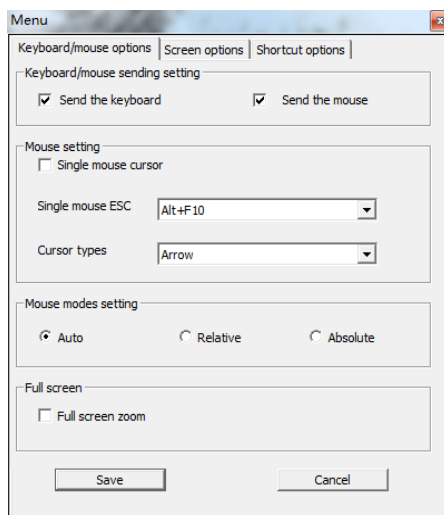 Menu
Keyboard/mouse options Screen options Shortcut options
Keyboard/mouse sending setting
Send the keyboard Send the mouse
Mouse setting
Single mouse cursor
Single mouse ESC Alt+F10
Cursor types Arrow
Mouse modes setting
Auto Relative Absolute
Full screen
Full screen zoom
Save Cancel